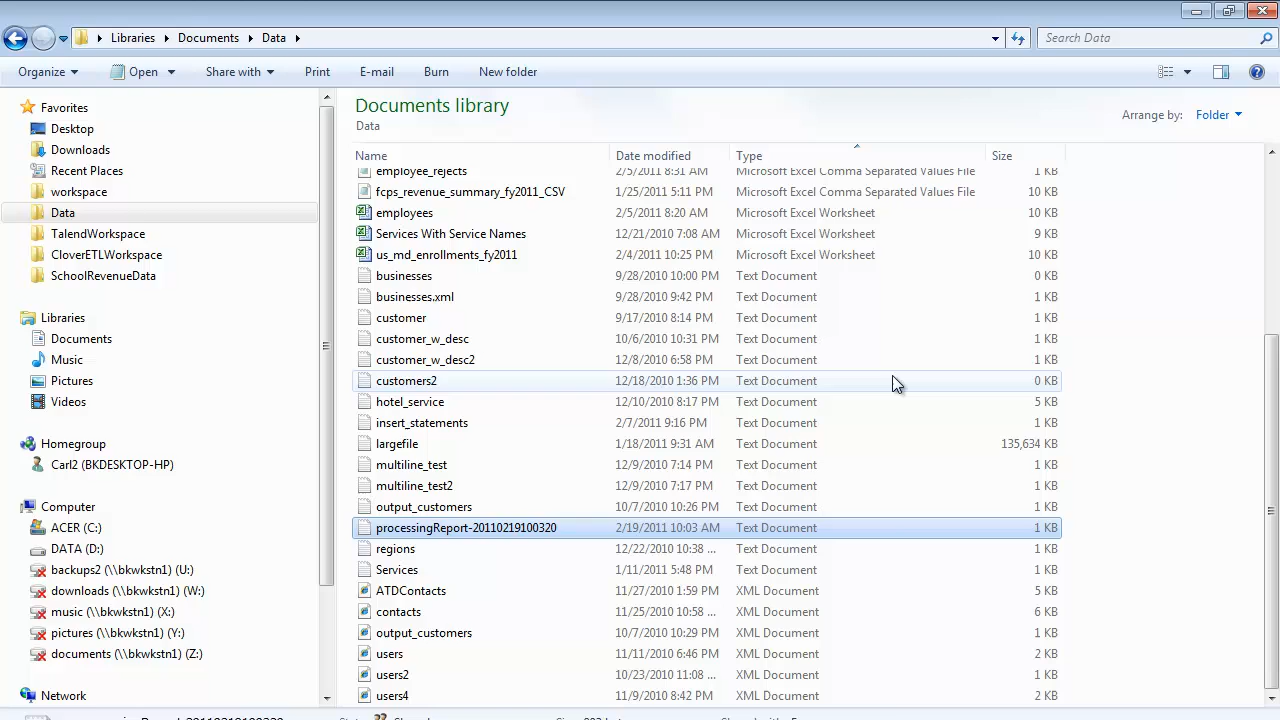 Libraries Documents Data Search Data
Organize Open Share with Print E-mail Burn New folder
Favorites
Desktop
Downloads
Recent Places
workspace
Data
TalendWorkspace
CloverETLWorkspace
SchoolRevenueData
Libraries
Documents
Music
Pictures
Videos
Homegroup
Carl2 (BKDESKTOP-HP)
Computer
ACER (C:)
DATA (D:)
backups2 (\\bkwkstn1) (U:)
downloads (\\bkwkstn1) (W:)
music (\\bkwkstn1) (X:)
pictures (\\bkwkstn1) (Y:)
documents (\\bkwkstn1) (Z:)
Network
Documents library
Data
Arrange by: Folder
Name Date modified Type Size
employee_rejects 2/5/2011 8:31 AM Microsoft Excel Comma Separated Values File 1 KB
fcps_revenue_summary_fy2011_CSV 1/25/2011 5:11 PM Microsoft Excel Comma Separated Values File 10 KB
employees 2/5/2011 8:20 AM Microsoft Excel Worksheet 10 KB
Services With Service Names 12/21/2010 7:08 AM Microsoft Excel Worksheet 9 KB
us_md_enrollments_fy2011 2/4/2011 10:25 PM Microsoft Excel Worksheet 10 KB
businesses 9/28/2010 10:00 PM Text Document 0 KB
businesses.xml 9/28/2010 9:42 PM Text Document 1 KB
customer 9/17/2010 8:14 PM Text Document 1 KB
customer_w_desc 10/6/2010 10:31 PM Text Document 1 KB
customer_w_desc2 12/8/2010 6:58 PM Text Document 1 KB
customers2 12/18/2010 1:36 PM Text Document 0 KB
hotel_service 12/10/2010 8:17 PM Text Document 5 KB
insert_statements 2/7/2011 9:16 PM Text Document 1 KB
largefile 1/18/2011 9:31 AM Text Document 135,634 KB
multiline_test 12/9/2010 7:14 PM Text Document 1 KB
multiline_test2 12/9/2010 7:17 PM Text Document 1 KB
output_customers 10/7/2010 10:26 PM Text Document 1 KB
processingReport-20110219100320 2/19/2011 10:03 AM Text Document 1 KB
regions 12/22/2010 10:38 ... Text Document 1 KB
Services 1/11/2011 5:48 PM Text Document 1 KB
ATDContacts 11/27/2010 1:59 PM XML Document 5 KB
contacts 11/25/2010 10:58 ... XML Document 6 KB
output_customers 10/7/2010 10:29 PM XML Document 1 KB
users 11/11/2010 6:46 PM XML Document 2 KB
users2 10/23/2010 11:08 ... XML Document 1 KB
users4 11/9/2010 8:42 PM XML Document 2 KB